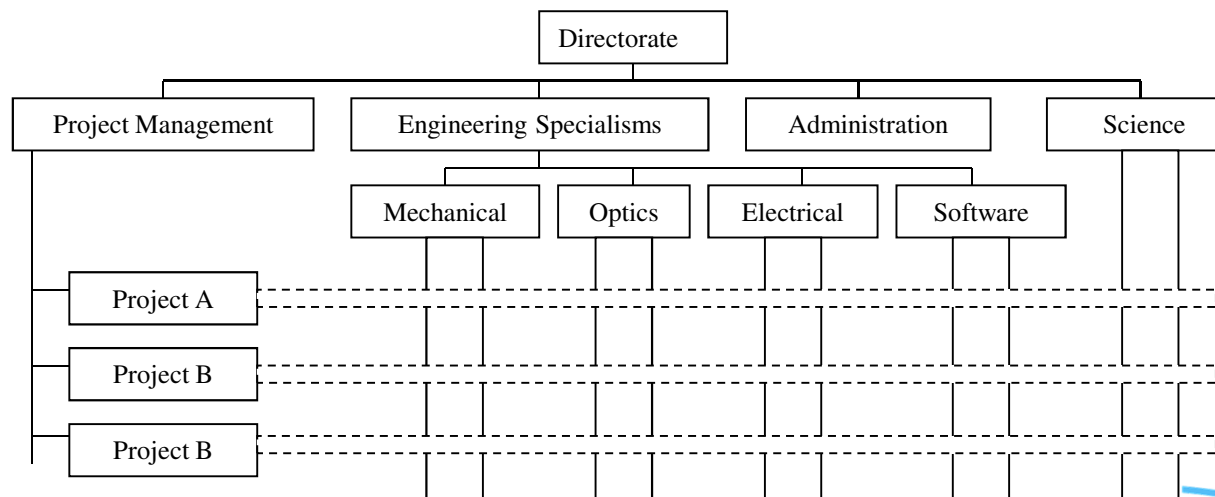 Directorate
Project Management
Engineering Specialisms
Administration
Science
Mechanical
Optics
Electrical
Software
Project A
Project B
Project B